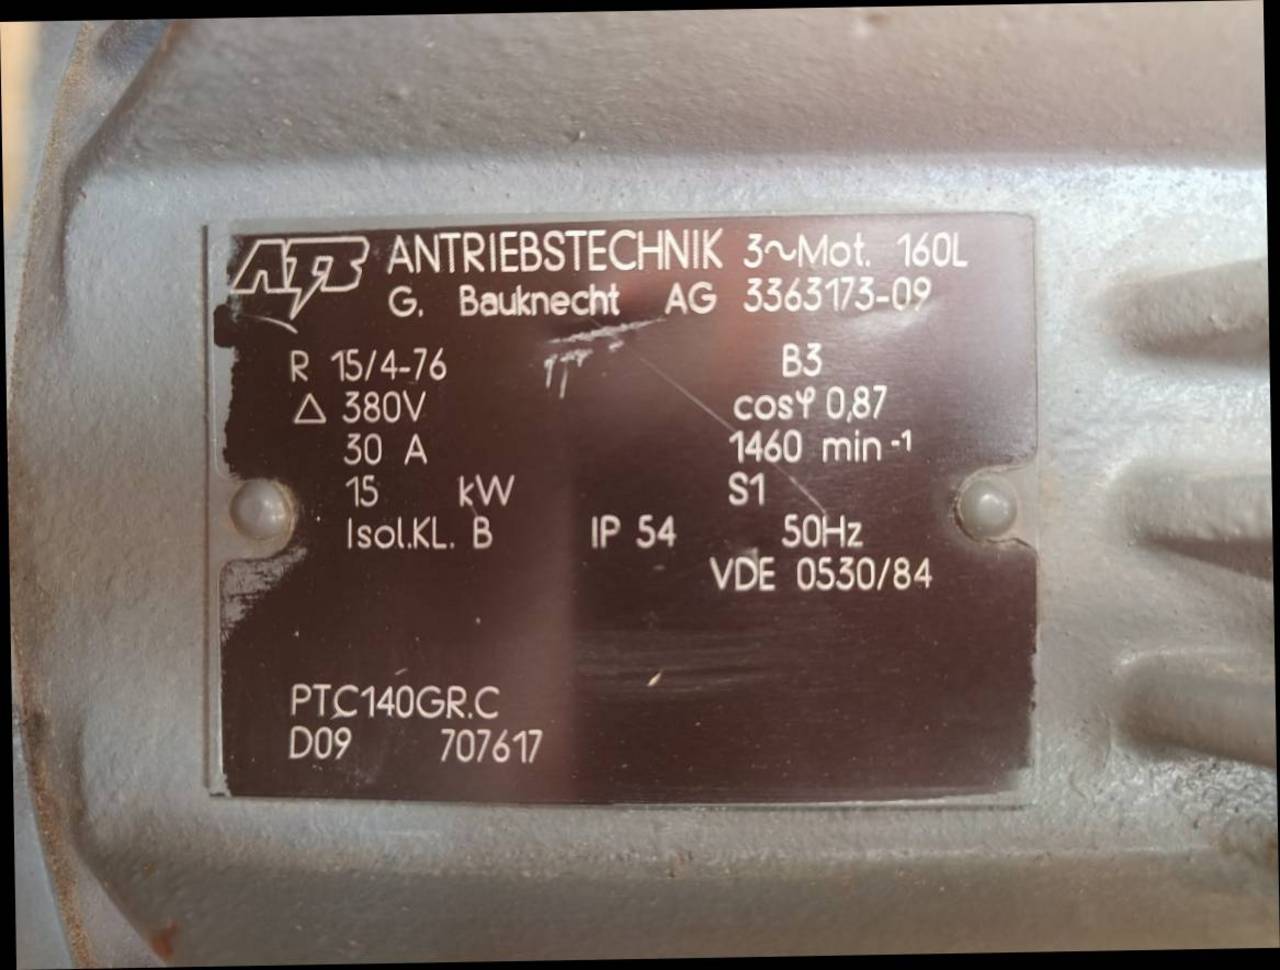 ATB ANTRIEBSTECHNIK 3~Mot. 160L
G. Bauknecht AG 3363173-09
R 15/4-76 B3
Δ 380V cosφ 0,87
30 A 1460 min⁻¹
15 kW S1
Isol.KL. B IP 54 50Hz
VDE 0530/84
PTC140GR.C
D09 707617